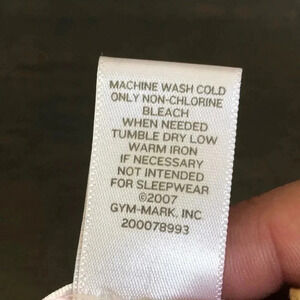 MACHINE WASH COLD
ONLY NON-CHLORINE
BLEACH
WHEN NEEDED
TUMBLE DRY LOW
WARM IRON
IF NECESSARY
NOT INTENDED
FOR SLEEPWEAR
©2007
GYM-MARK, INC.
200078993